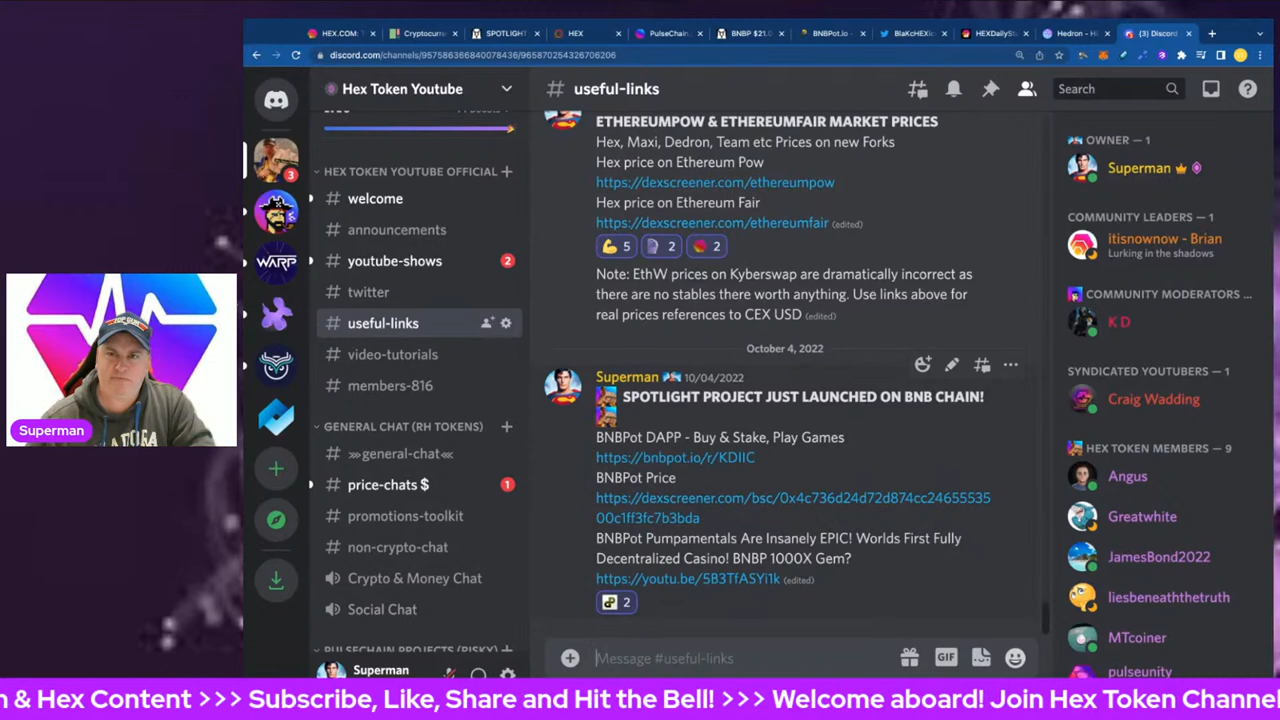 HEX.COM: T
Cryptocurre
SPOTLIGHT
HEX
PulseChain
BNBP $21.0
BNBPot.io -
BlaKcHEXic
HEXDailySta
Hedron - Hi
(3) Discord
discord.com/channels/957586366840078436/965870254326706206
Hex Token Youtube
HEX TOKEN YOUTUBE OFFICIAL
welcome
announcements
youtube-shows 2
twitter
useful-links
video-tutorials
members-816
GENERAL CHAT (RH TOKENS)
>>general-chat<<
price-chats $ 1
promotions-toolkit
non-crypto-chat
Crypto & Money Chat
Social Chat
PULSECHAIN PROJECTS (RISKY)
Superman
3
WARP
# useful-links
Search
ETHEREUMPOW & ETHEREUMFAIR MARKET PRICES
Hex, Maxi, Dedron, Team etc Prices on new Forks
Hex price on Ethereum Pow
https://dexscreener.com/ethereumpow
Hex price on Ethereum Fair
https://dexscreener.com/ethereumfair (edited)
5 2 2
Note: EthW prices on Kyberswap are dramatically incorrect as
there are no stables there worth anything. Use links above for
real prices references to CEX USD (edited)
October 4, 2022
Superman 10/04/2022
SPOTLIGHT PROJECT JUST LAUNCHED ON BNB CHAIN!
BNBPot DAPP - Buy & Stake, Play Games
https://bnbpot.io/r/KDIIC
BNBPot Price
https://dexscreener.com/bsc/0x4c736d24d72d874cc24655535
00c1ff3fc7b3bda
BNBPot Pumpamentals Are Insanely EPIC! Worlds First Fully
Decentralized Casino! BNBP 1000X Gem?
https://youtu.be/5B3TfASYi1k (edited)
2
Message #useful-links
GIF
OWNER — 1
Superman
COMMUNITY LEADERS — 1
itisnownow - Brian
Lurking in the shadows
COMMUNITY MODERATORS ...
K D
SYNDICATED YOUTUBERS — 1
Craig Wadding
HEX TOKEN MEMBERS — 9
Angus
Greatwhite
JamesBond2022
liesbeneaththetruth
MTcoiner
pulseunity
Superman
n & Hex Content >>> Subscribe, Like, Share and Hit the Bell! >>> Welcome aboard! Join Hex Token Channel